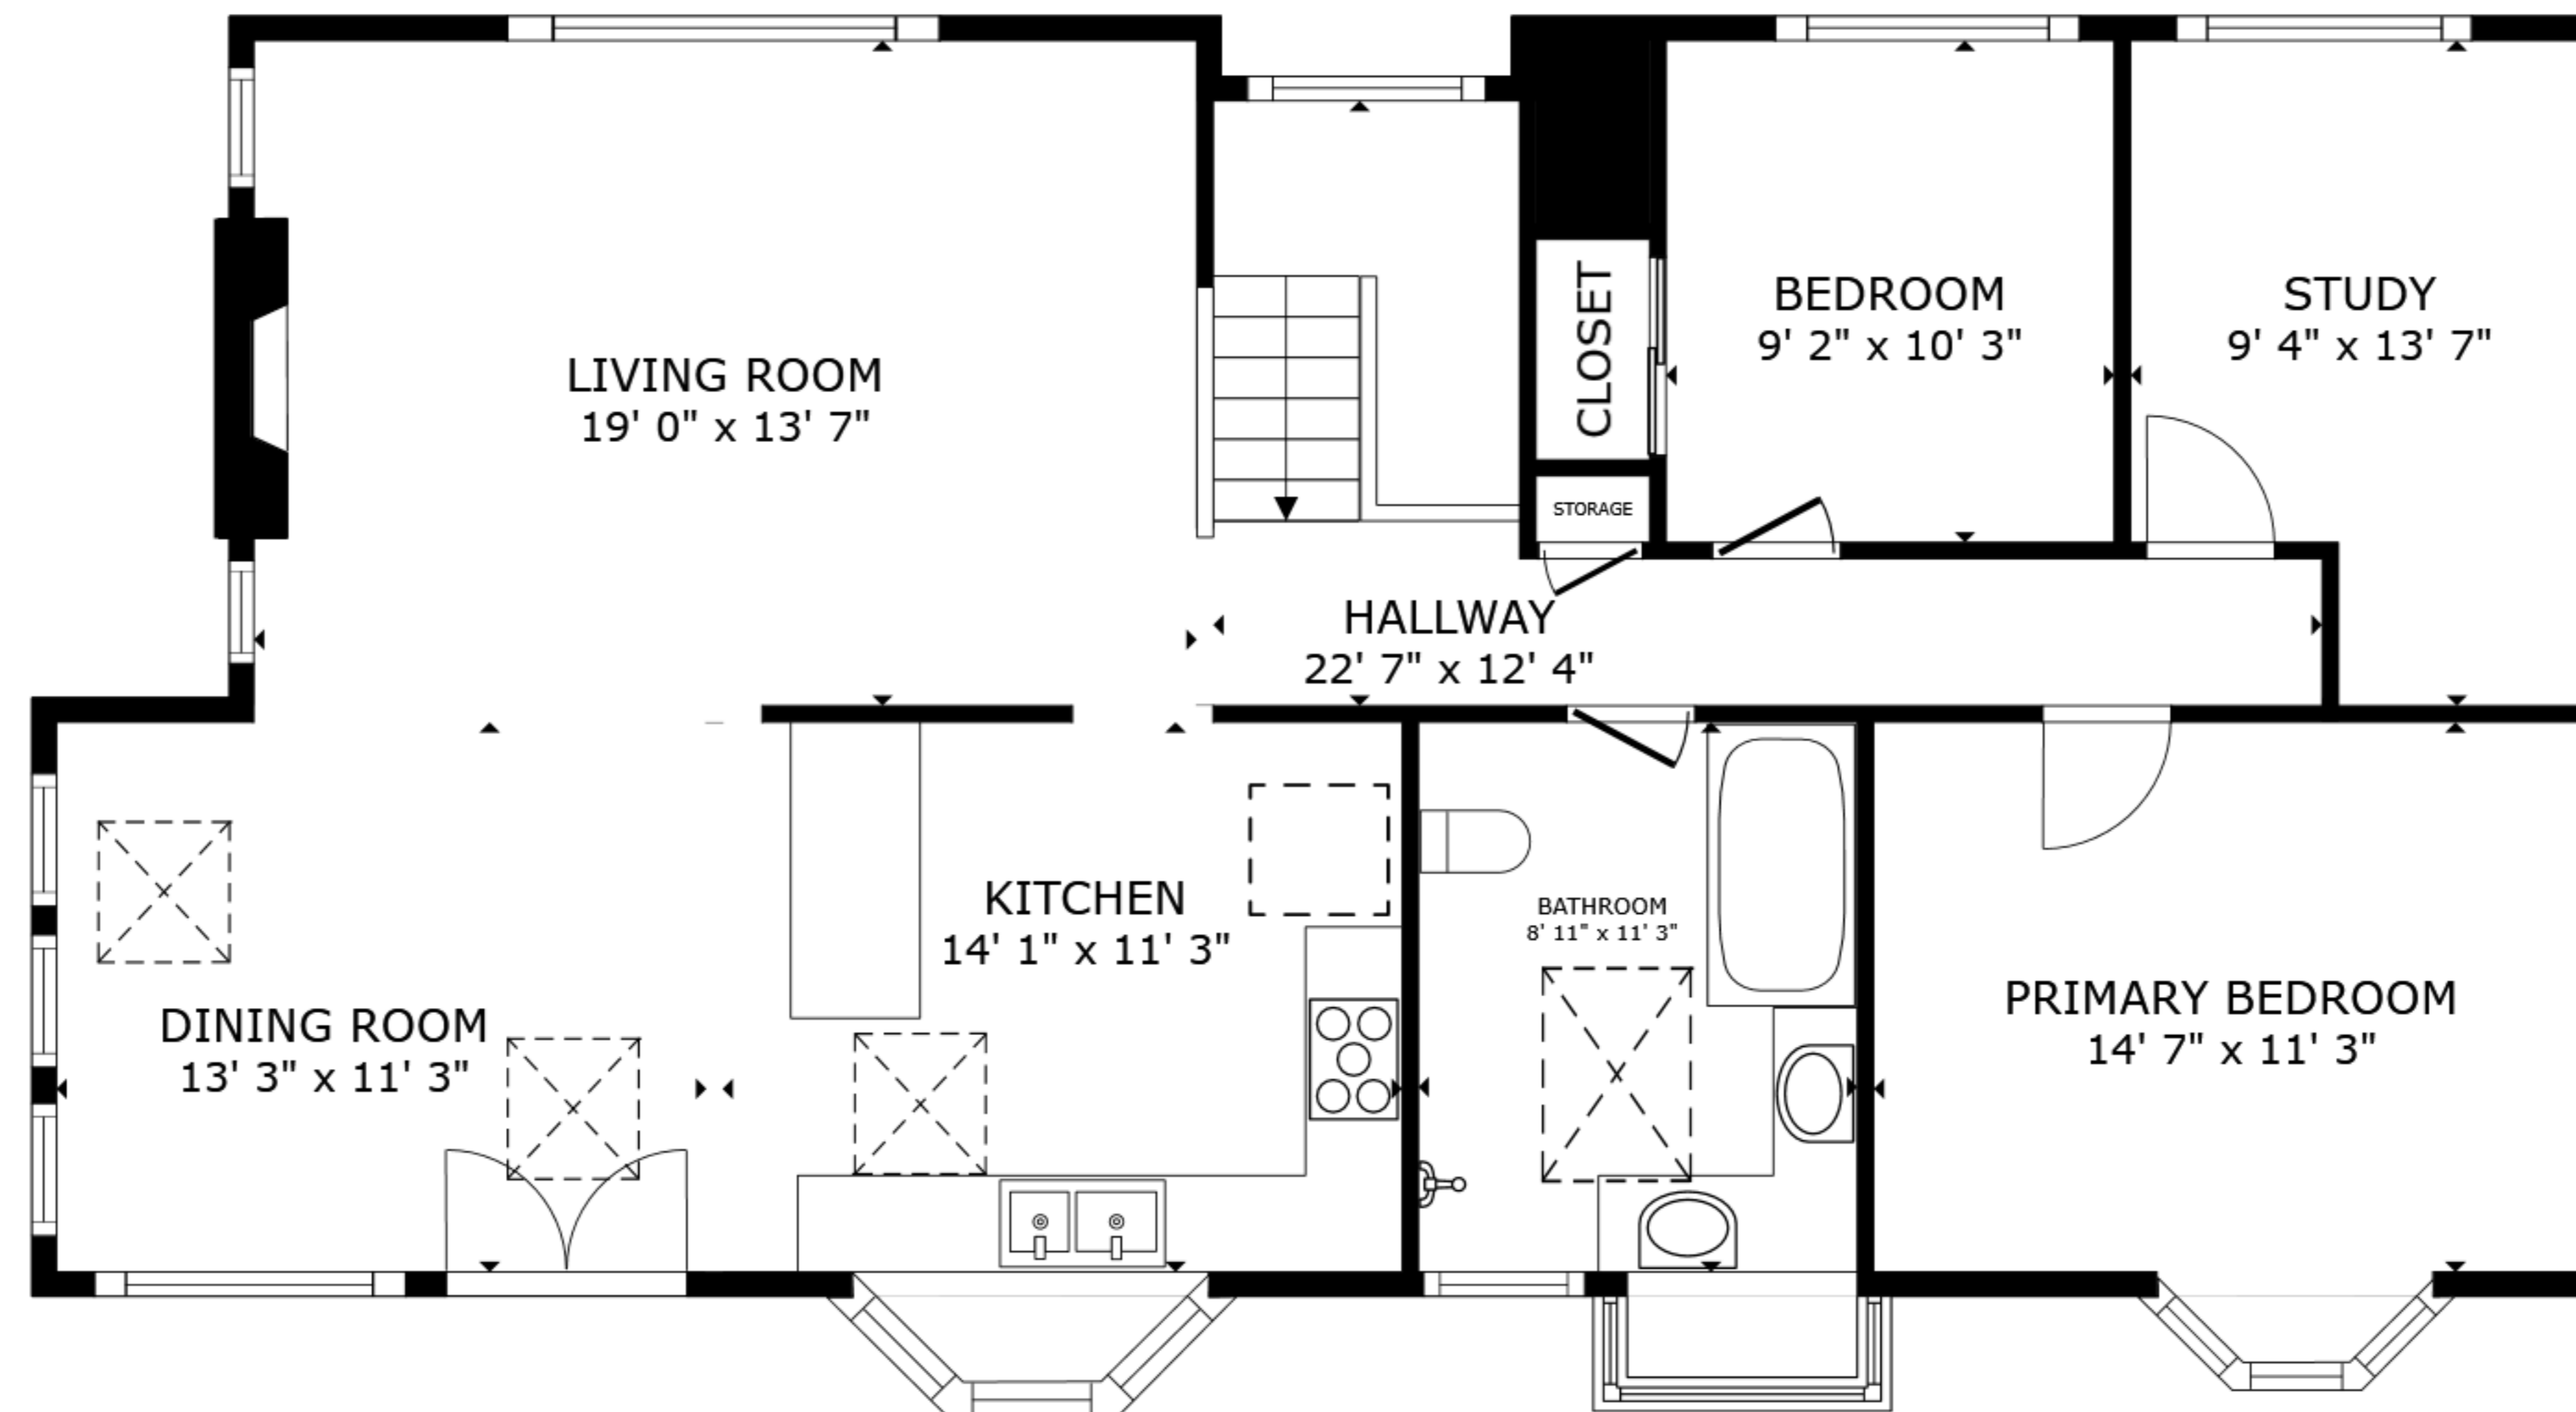 LIVING ROOM
19' 0" x 13' 7"
CLOSET
STORAGE
BEDROOM
9' 2" x 10' 3"
STUDY
9' 4" x 13' 7"
HALLWAY
22' 7" x 12' 4"
DINING ROOM
13' 3" x 11' 3"
KITCHEN
14' 1" x 11' 3"
BATHROOM
8' 11" x 11' 3"
PRIMARY BEDROOM
14' 7" x 11' 3"